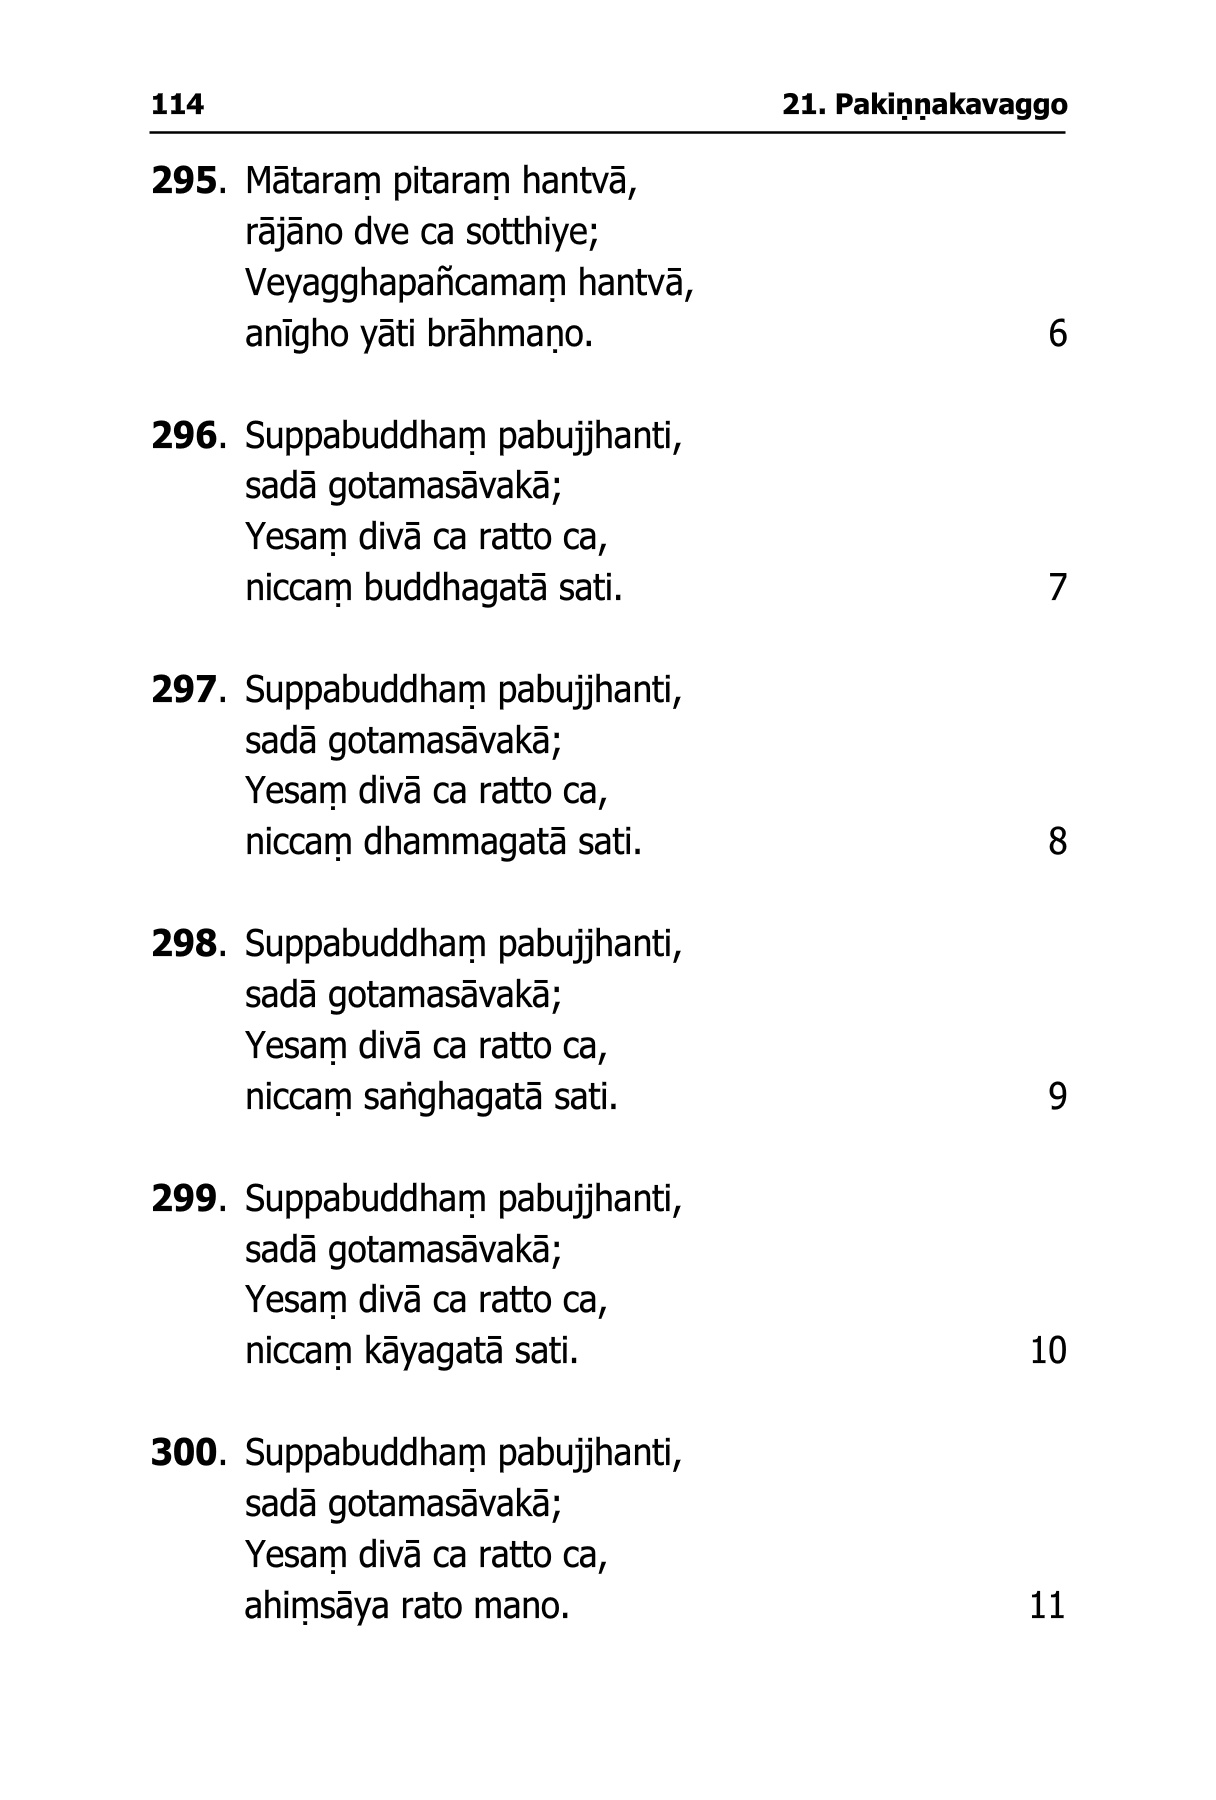 114 21. Pakiṇṇakavaggo
295. Mātaraṃ pitaraṃ hantvā,
rājāno dve ca sotthiye;
Veyagghapañcamaṃ hantvā,
anīgho yāti brāhmaṇo. 6
296. Suppabuddhaṃ pabujjhanti,
sadā gotamasāvakā;
Yesaṃ divā ca ratto ca,
niccaṃ buddhagatā sati. 7
297. Suppabuddhaṃ pabujjhanti,
sadā gotamasāvakā;
Yesaṃ divā ca ratto ca,
niccaṃ dhammagatā sati. 8
298. Suppabuddhaṃ pabujjhanti,
sadā gotamasāvakā;
Yesaṃ divā ca ratto ca,
niccaṃ saṅghagatā sati. 9
299. Suppabuddhaṃ pabujjhanti,
sadā gotamasāvakā;
Yesaṃ divā ca ratto ca,
niccaṃ kāyagatā sati. 10
300. Suppabuddhaṃ pabujjhanti,
sadā gotamasāvakā;
Yesaṃ divā ca ratto ca,
ahiṃsāya rato mano. 11